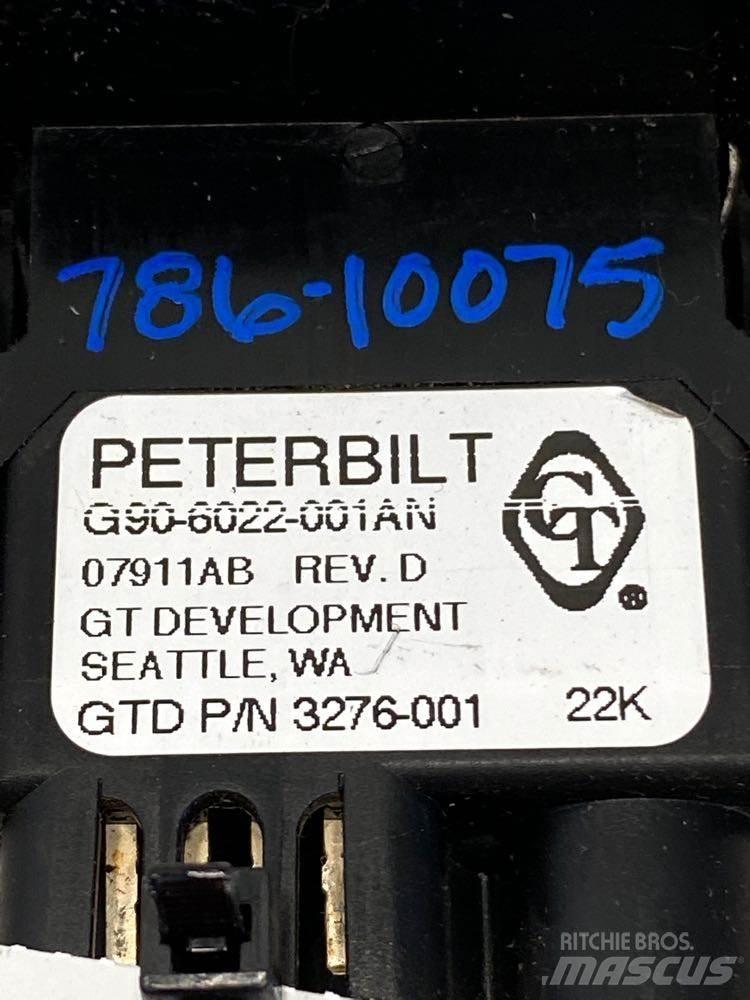 786-10075
PETERBILT
G90-6022-001AN
07911AB REV. D
GT DEVELOPMENT
SEATTLE, WA
GTD P/N 3276-001 22K
GT
®
RITCHIE BROS.
MASCUS